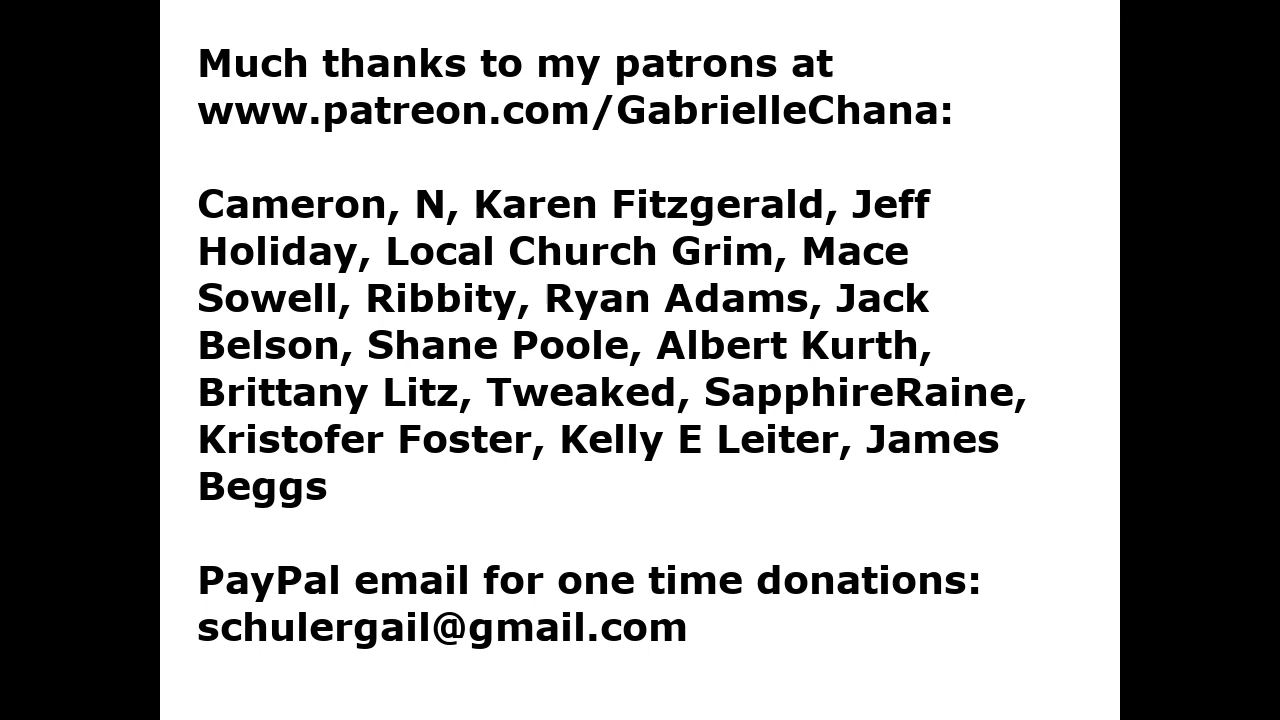 Much thanks to my patrons at
www.patreon.com/GabrielleChana:
Cameron, N, Karen Fitzgerald, Jeff
Holiday, Local Church Grim, Mace
Sowell, Ribbity, Ryan Adams, Jack
Belson, Shane Poole, Albert Kurth,
Brittany Litz, Tweaked, SapphireRaine,
Kristofer Foster, Kelly E Leiter, James
Beggs
PayPal email for one time donations:
schulergail@gmail.com